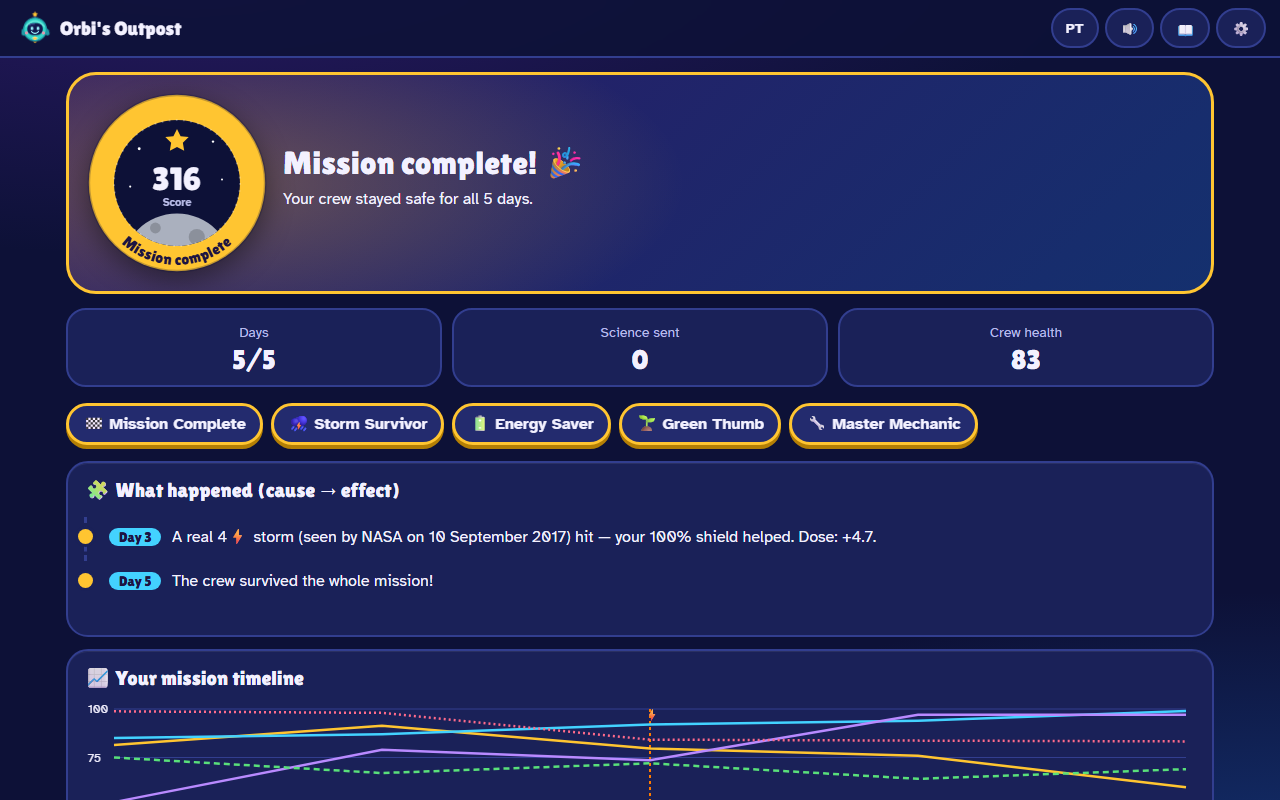 Orbi's Outpost
PT
316
Score
Mission complete
Mission complete! 🎉
Your crew stayed safe for all 5 days.
Days
5/5
Science sent
0
Crew health
83
🏁 Mission Complete
⛈️ Storm Survivor
🔋 Energy Saver
🌱 Green Thumb
🔧 Master Mechanic
🧩 What happened (cause → effect)
Day 3 A real 4⚡ storm (seen by NASA on 10 September 2017) hit — your 100% shield helped. Dose: +4.7.
Day 5 The crew survived the whole mission!
📈 Your mission timeline
100
75